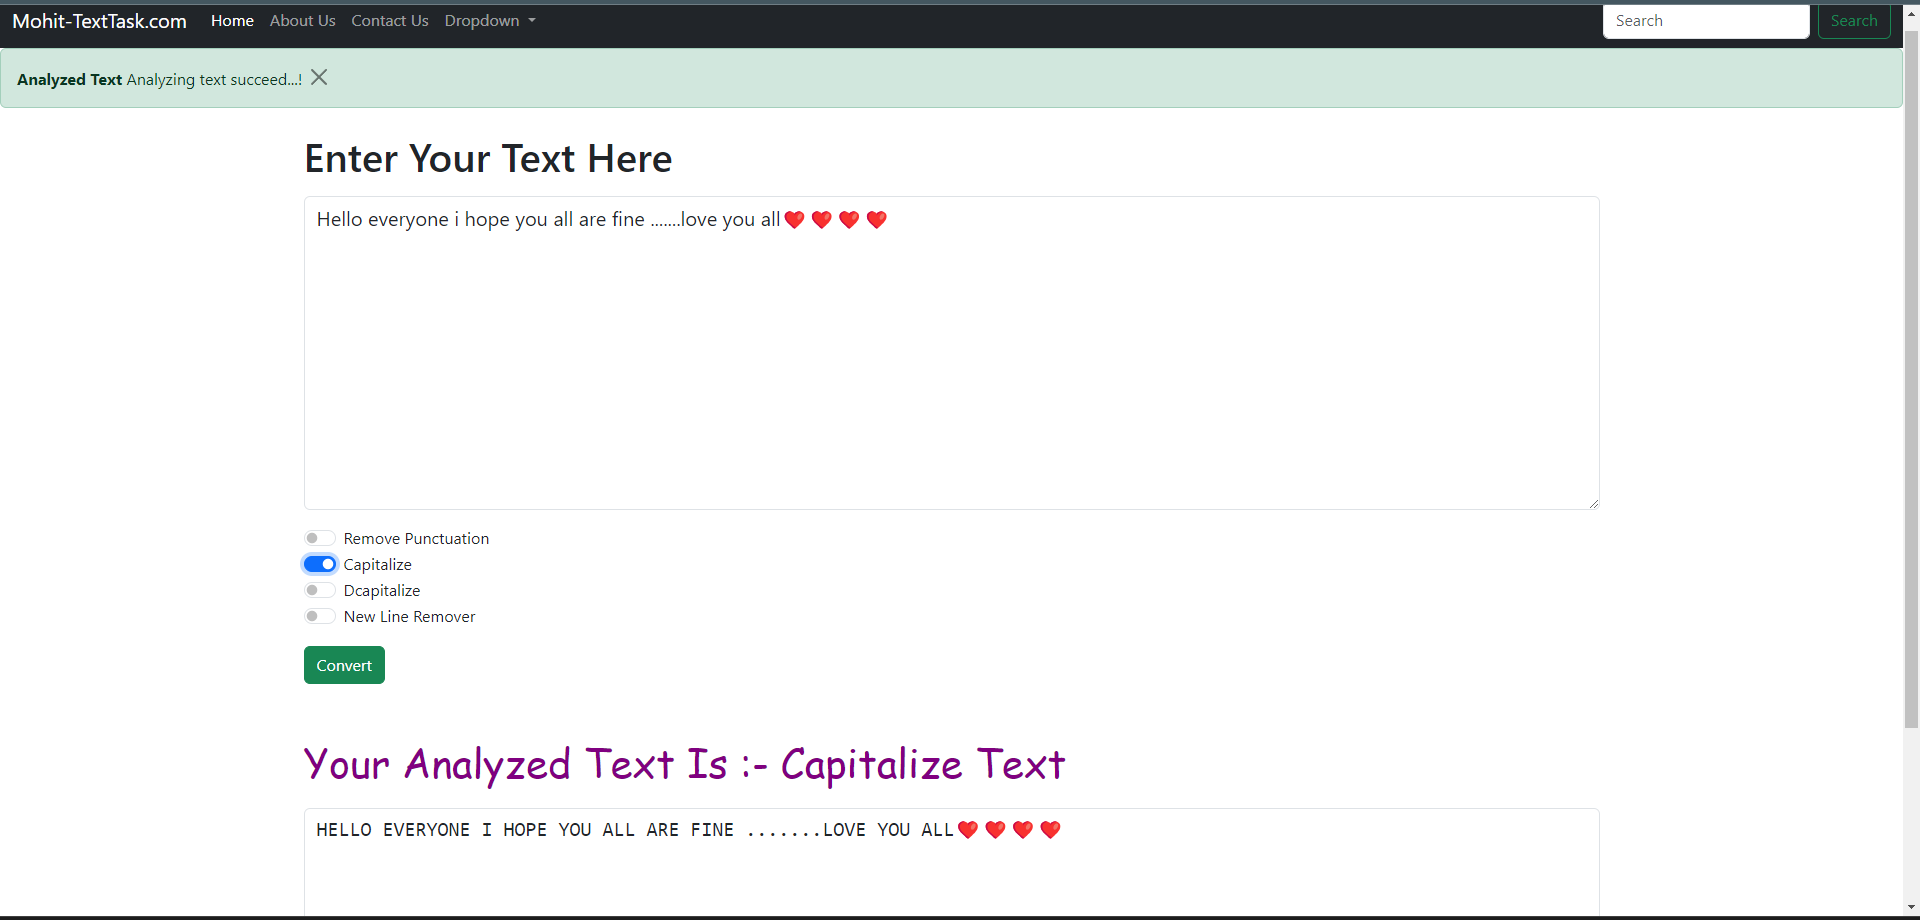 Mohit-TextTask.com Home About Us Contact Us Dropdown Search Search
Analyzed Text Analyzing text succeed...!
Enter Your Text Here
Hello everyone i hope you all are fine .......love you all❤️❤️❤️❤️
Remove Punctuation
Capitalize
Dcapitalize
New Line Remover
Convert
Your Analyzed Text Is :- Capitalize Text
HELLO EVERYONE I HOPE YOU ALL ARE FINE .......LOVE YOU ALL❤️❤️❤️❤️